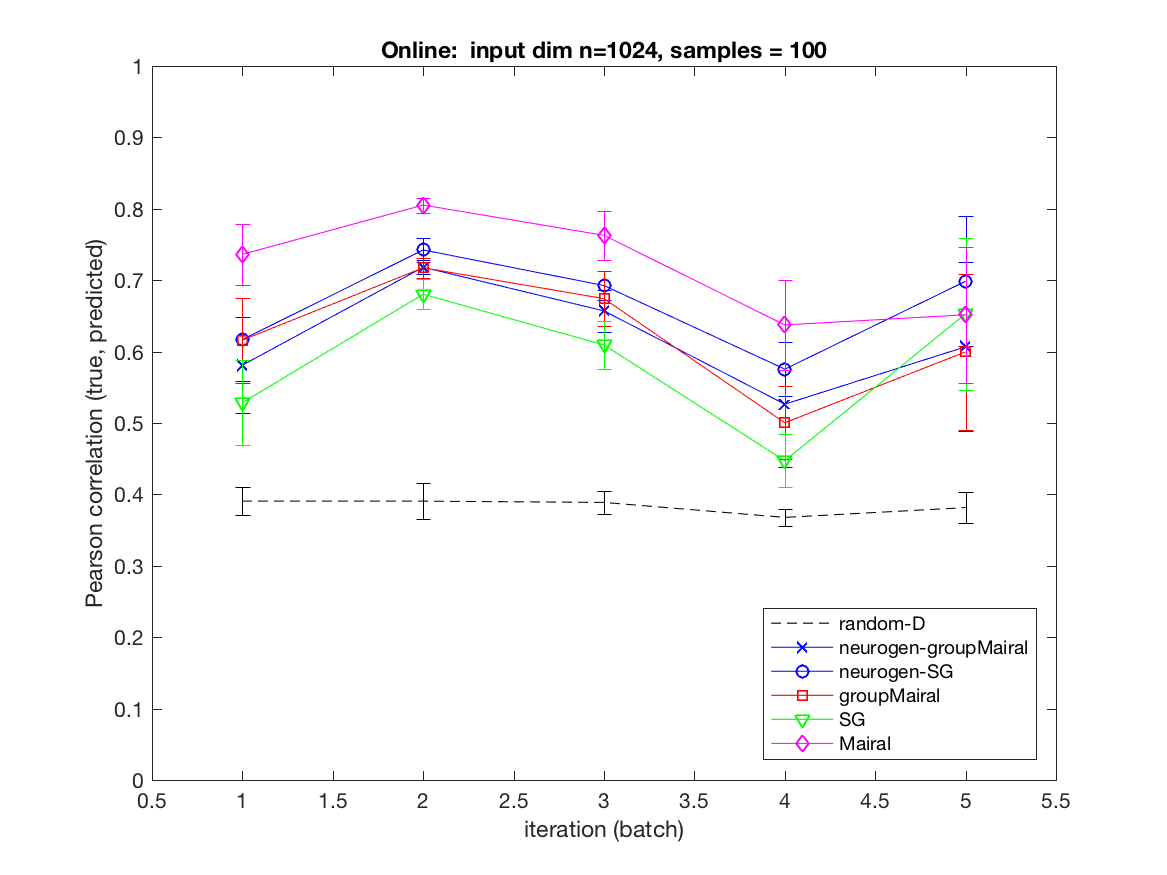 Online:  input dim n=1024, samples = 100
Pearson correlation (true, predicted)
1
0.9
0.8
0.7
0.6
0.5
0.4
0.3
0.2
0.1
0
random-D
neurogen-groupMairal
neurogen-SG
groupMairal
SG
Mairal
0.5 1 1.5 2 2.5 3 3.5 4 4.5 5 5.5
iteration (batch)